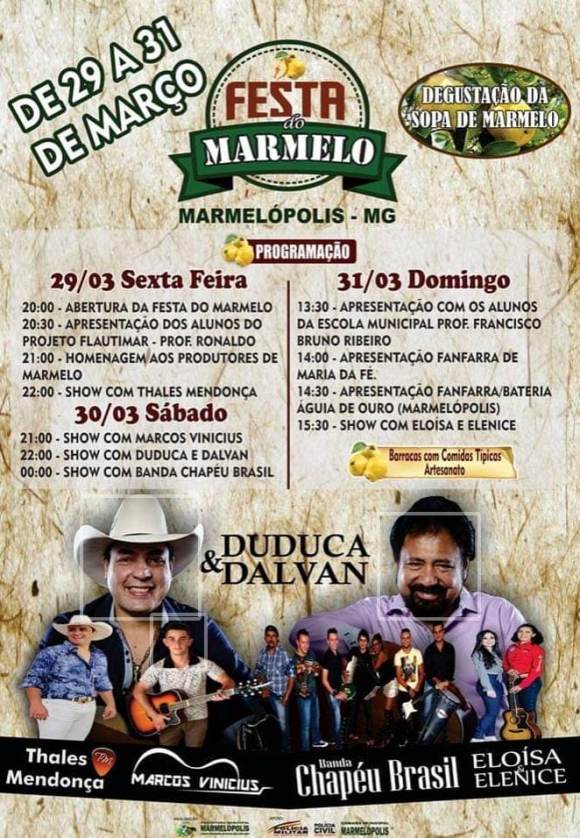 DE 29 A 31
DE MARÇO
FESTA
do
MARMELO
MARMELÓPOLIS - MG
DEGUSTAÇÃO DA
SOPA DE MARMELO
PROGRAMAÇÃO
29/03 Sexta Feira
20:00 - ABERTURA DA FESTA DO MARMELO
20:30 - APRESENTAÇÃO DOS ALUNOS DO
PROJETO FLAUTIMAR - PROF. RONALDO
21:00 - HOMENAGEM AOS PRODUTORES DE
MARMELO
22:00 - SHOW COM THALES MENDONÇA
30/03 Sábado
21:00 - SHOW COM MARCOS VINICIUS
22:00 - SHOW COM DUDUCA E DALVAN
00:00 - SHOW COM BANDA CHAPÉU BRASIL
31/03 Domingo
13:30 - APRESENTAÇÃO COM OS ALUNOS
DA ESCOLA MUNICIPAL PROF. FRANCISCO
BRUNO RIBEIRO
14:00 - APRESENTAÇÃO FANFARRA DE
MARIA DA FÉ.
14:30 - APRESENTAÇÃO FANFARRA/BATERIA
ÁGUIA DE OURO (MARMELÓPOLIS)
15:30 - SHOW COM ELOÍSA E ELENICE
Barracas com Comidas Típicas
Artesanato
DUDUCA
& DALVAN
Thales
Mendonça
TM
MARCOS VINICIUS
Banda
Chapéu Brasil
ELOÍSA
&
ELENICE
MARMELÓPOLIS
APOIO
POLÍCIA
MILITAR
POLÍCIA
CIVIL
CÂMARA MUNICIPAL
MARMELÓPOLIS